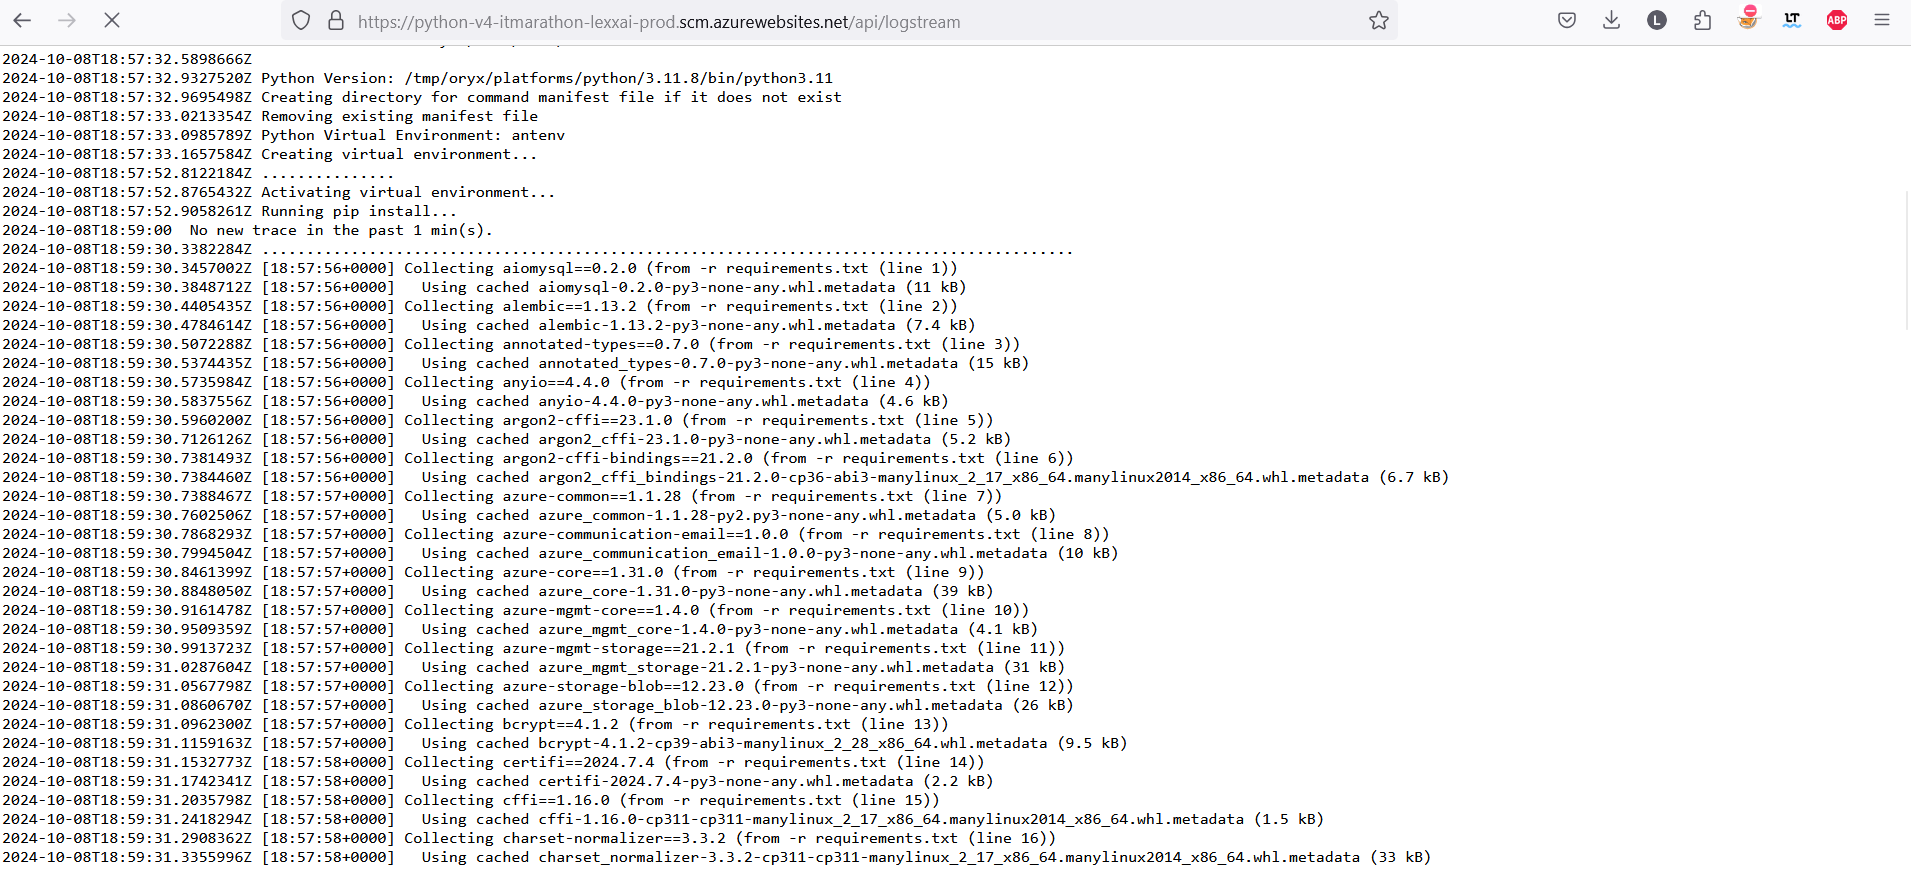 https://python-v4-itmarathon-lexxai-prod.scm.azurewebsites.net/api/logstream
L
LT
ABP
2024-10-08T18:57:32.5898666Z
2024-10-08T18:57:32.9327520Z Python Version: /tmp/oryx/platforms/python/3.11.8/bin/python3.11
2024-10-08T18:57:32.9695498Z Creating directory for command manifest file if it does not exist
2024-10-08T18:57:33.0213354Z Removing existing manifest file
2024-10-08T18:57:33.0985789Z Python Virtual Environment: antenv
2024-10-08T18:57:33.1657584Z Creating virtual environment...
2024-10-08T18:57:52.8122184Z ...............
2024-10-08T18:57:52.8765432Z Activating virtual environment...
2024-10-08T18:57:52.9058261Z Running pip install...
2024-10-08T18:59:00  No new trace in the past 1 min(s).
2024-10-08T18:59:30.3382284Z ...........................................................................................
2024-10-08T18:59:30.3457002Z [18:57:56+0000] Collecting aiomysql==0.2.0 (from -r requirements.txt (line 1))
2024-10-08T18:59:30.3848712Z [18:57:56+0000]   Using cached aiomysql-0.2.0-py3-none-any.whl.metadata (11 kB)
2024-10-08T18:59:30.4405435Z [18:57:56+0000] Collecting alembic==1.13.2 (from -r requirements.txt (line 2))
2024-10-08T18:59:30.4784614Z [18:57:56+0000]   Using cached alembic-1.13.2-py3-none-any.whl.metadata (7.4 kB)
2024-10-08T18:59:30.5072288Z [18:57:56+0000] Collecting annotated-types==0.7.0 (from -r requirements.txt (line 3))
2024-10-08T18:59:30.5374435Z [18:57:56+0000]   Using cached annotated_types-0.7.0-py3-none-any.whl.metadata (15 kB)
2024-10-08T18:59:30.5735984Z [18:57:56+0000] Collecting anyio==4.4.0 (from -r requirements.txt (line 4))
2024-10-08T18:59:30.5837556Z [18:57:56+0000]   Using cached anyio-4.4.0-py3-none-any.whl.metadata (4.6 kB)
2024-10-08T18:59:30.5960200Z [18:57:56+0000] Collecting argon2-cffi==23.1.0 (from -r requirements.txt (line 5))
2024-10-08T18:59:30.7126126Z [18:57:56+0000]   Using cached argon2_cffi-23.1.0-py3-none-any.whl.metadata (5.2 kB)
2024-10-08T18:59:30.7381493Z [18:57:56+0000] Collecting argon2-cffi-bindings==21.2.0 (from -r requirements.txt (line 6))
2024-10-08T18:59:30.7384460Z [18:57:56+0000]   Using cached argon2_cffi_bindings-21.2.0-cp36-abi3-manylinux_2_17_x86_64.manylinux2014_x86_64.whl.metadata (6.7 kB)
2024-10-08T18:59:30.7388467Z [18:57:57+0000] Collecting azure-common==1.1.28 (from -r requirements.txt (line 7))
2024-10-08T18:59:30.7602506Z [18:57:57+0000]   Using cached azure_common-1.1.28-py2.py3-none-any.whl.metadata (5.0 kB)
2024-10-08T18:59:30.7868293Z [18:57:57+0000] Collecting azure-communication-email==1.0.0 (from -r requirements.txt (line 8))
2024-10-08T18:59:30.7994504Z [18:57:57+0000]   Using cached azure_communication_email-1.0.0-py3-none-any.whl.metadata (10 kB)
2024-10-08T18:59:30.8461399Z [18:57:57+0000] Collecting azure-core==1.31.0 (from -r requirements.txt (line 9))
2024-10-08T18:59:30.8848050Z [18:57:57+0000]   Using cached azure_core-1.31.0-py3-none-any.whl.metadata (39 kB)
2024-10-08T18:59:30.9161478Z [18:57:57+0000] Collecting azure-mgmt-core==1.4.0 (from -r requirements.txt (line 10))
2024-10-08T18:59:30.9509359Z [18:57:57+0000]   Using cached azure_mgmt_core-1.4.0-py3-none-any.whl.metadata (4.1 kB)
2024-10-08T18:59:30.9913723Z [18:57:57+0000] Collecting azure-mgmt-storage==21.2.1 (from -r requirements.txt (line 11))
2024-10-08T18:59:31.0287604Z [18:57:57+0000]   Using cached azure_mgmt_storage-21.2.1-py3-none-any.whl.metadata (31 kB)
2024-10-08T18:59:31.0567798Z [18:57:57+0000] Collecting azure-storage-blob==12.23.0 (from -r requirements.txt (line 12))
2024-10-08T18:59:31.0860670Z [18:57:57+0000]   Using cached azure_storage_blob-12.23.0-py3-none-any.whl.metadata (26 kB)
2024-10-08T18:59:31.0962300Z [18:57:57+0000] Collecting bcrypt==4.1.2 (from -r requirements.txt (line 13))
2024-10-08T18:59:31.1159163Z [18:57:57+0000]   Using cached bcrypt-4.1.2-cp39-abi3-manylinux_2_28_x86_64.whl.metadata (9.5 kB)
2024-10-08T18:59:31.1532773Z [18:57:58+0000] Collecting certifi==2024.7.4 (from -r requirements.txt (line 14))
2024-10-08T18:59:31.1742341Z [18:57:58+0000]   Using cached certifi-2024.7.4-py3-none-any.whl.metadata (2.2 kB)
2024-10-08T18:59:31.2035798Z [18:57:58+0000] Collecting cffi==1.16.0 (from -r requirements.txt (line 15))
2024-10-08T18:59:31.2418294Z [18:57:58+0000]   Using cached cffi-1.16.0-cp311-cp311-manylinux_2_17_x86_64.manylinux2014_x86_64.whl.metadata (1.5 kB)
2024-10-08T18:59:31.2908362Z [18:57:58+0000] Collecting charset-normalizer==3.3.2 (from -r requirements.txt (line 16))
2024-10-08T18:59:31.3355996Z [18:57:58+0000]   Using cached charset_normalizer-3.3.2-cp311-cp311-manylinux_2_17_x86_64.manylinux2014_x86_64.whl.metadata (33 kB)